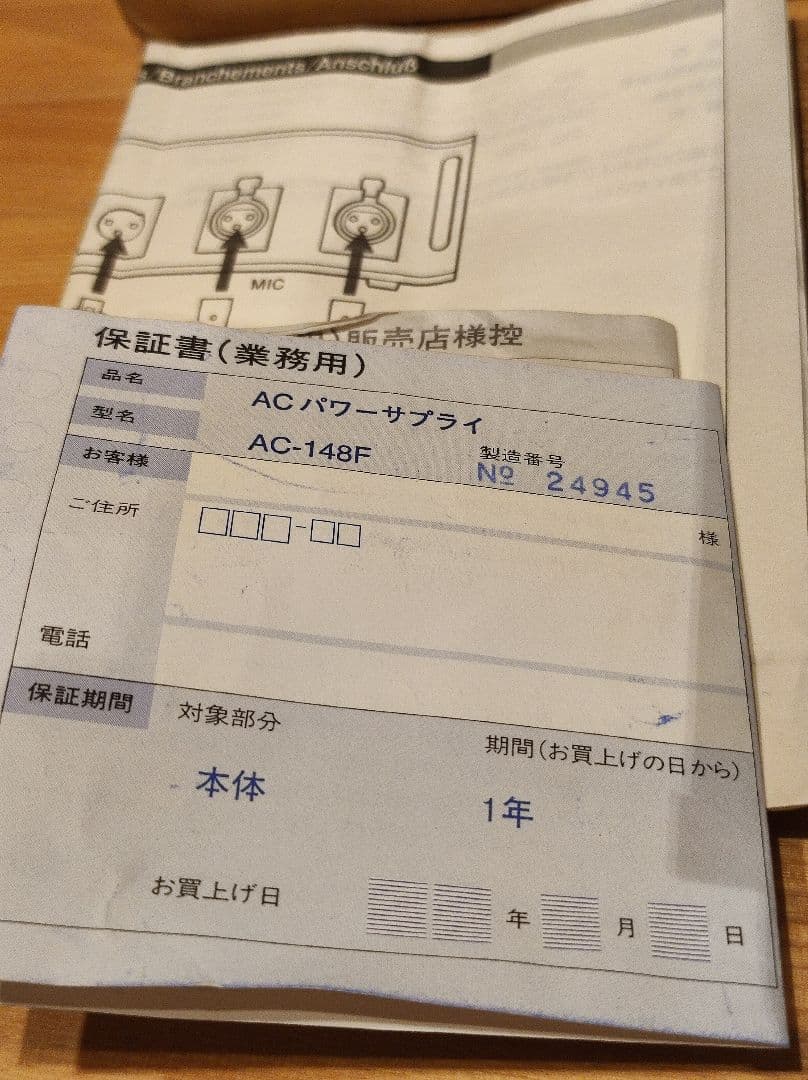 Branchements/Anschluß
MIC
販売店様控
保証書(業務用)
品名 ACパワーサプライ
型名 AC-148F 製造番号 № 24945
お客様 様
ご住所
電話
保証期間 対象部分 期間(お買上げの日から)
本体 1年
お買上げ日 年 月 日